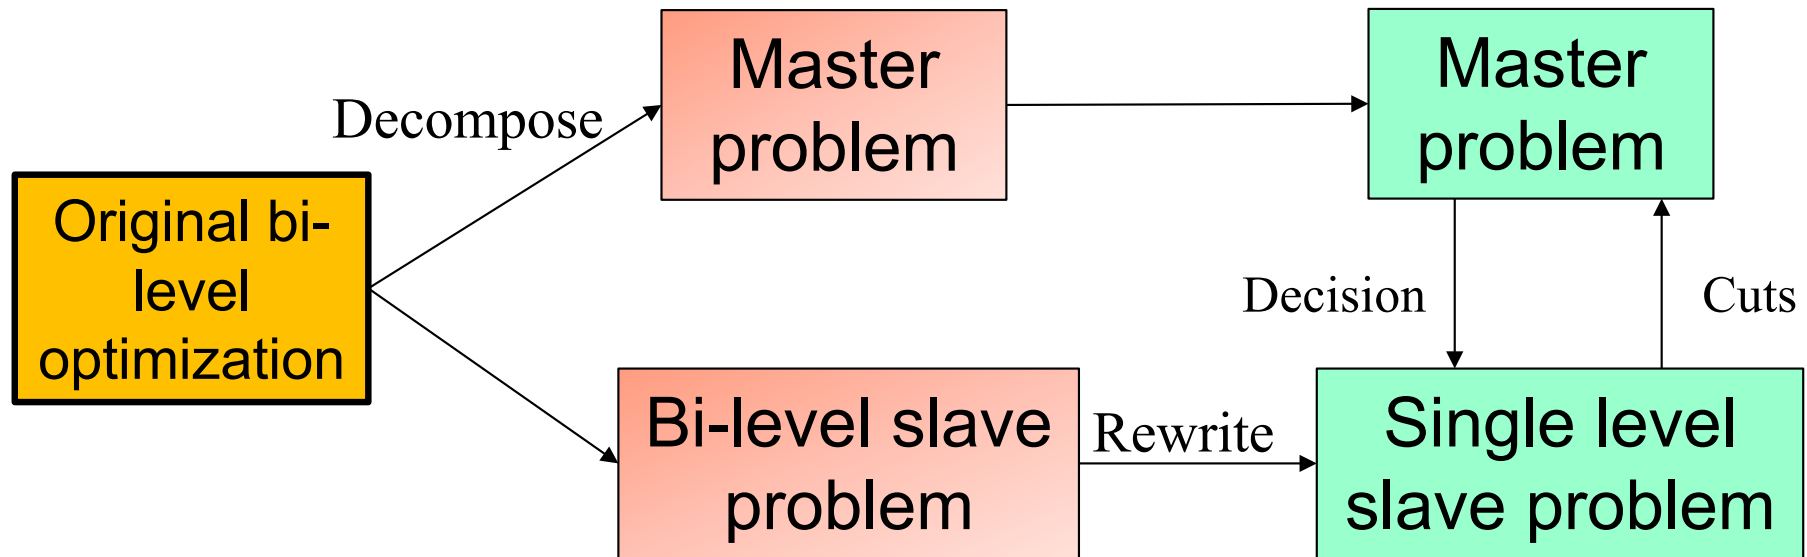 Master
problem
Master
problem
Decompose
Original bi-
level
optimization
Decision
Cuts
Bi-level slave
problem
Rewrite
Single level
slave problem